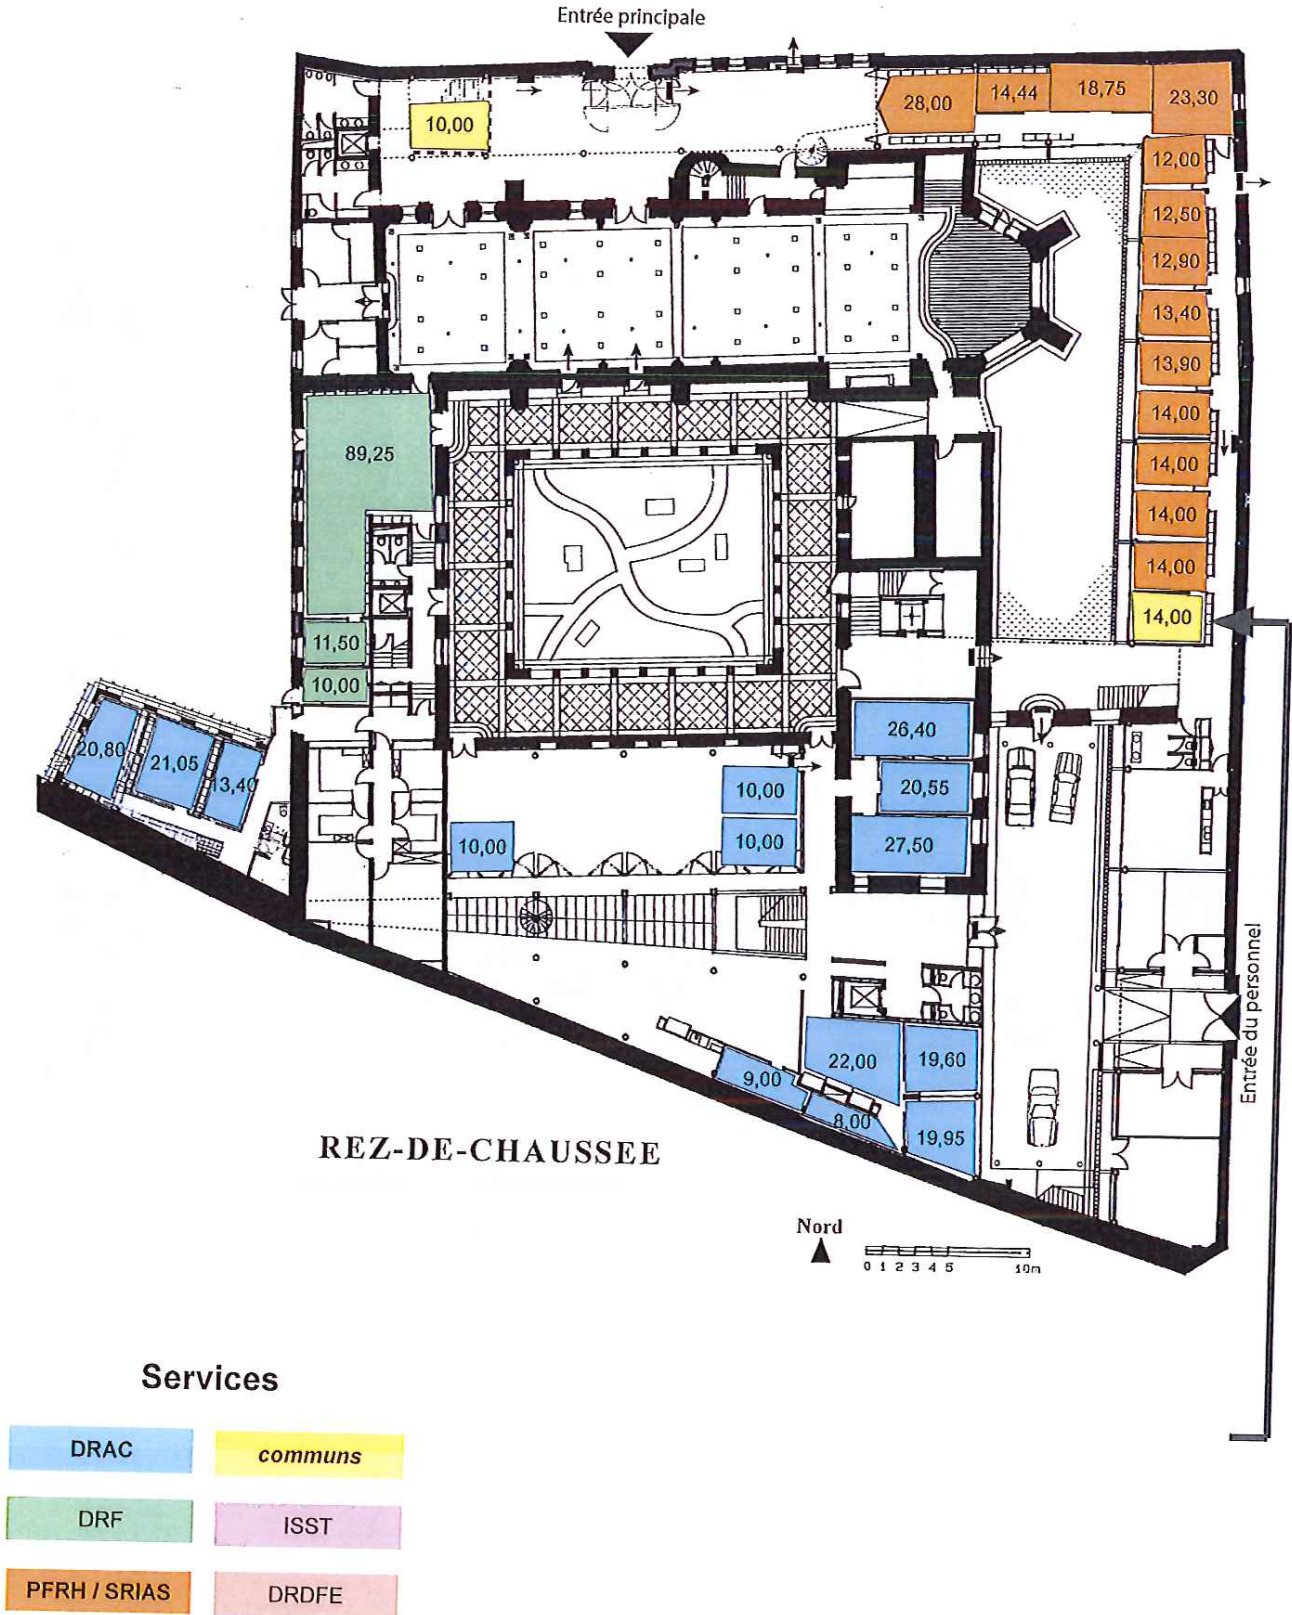 Entrée principale
10,00
28,00
14,44
18,75
23,30
12,00
12,50
12,90
13,40
13,90
14,00
14,00
14,00
14,00
14,00
89,25
11,50
10,00
20,80
21,05
13,40
26,40
20,55
27,50
10,00
10,00
10,00
22,00
19,60
9,00
8,00
19,95
Entrée du personnel
REZ-DE-CHAUSSEE
Nord
0 1 2 3 4 5 10m
Services
DRAC
communs
DRF
ISST
PFRH / SRIAS
DRDFE